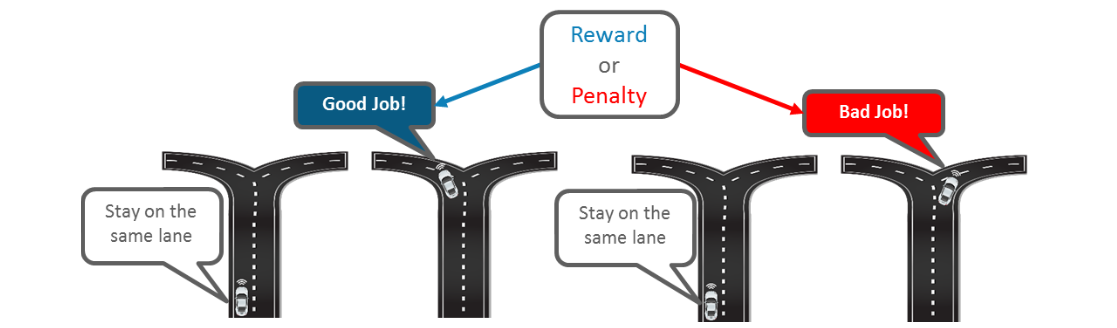 Reward
or
Penalty
Good Job!
Bad Job!
Stay on the
same lane
Stay on the
same lane